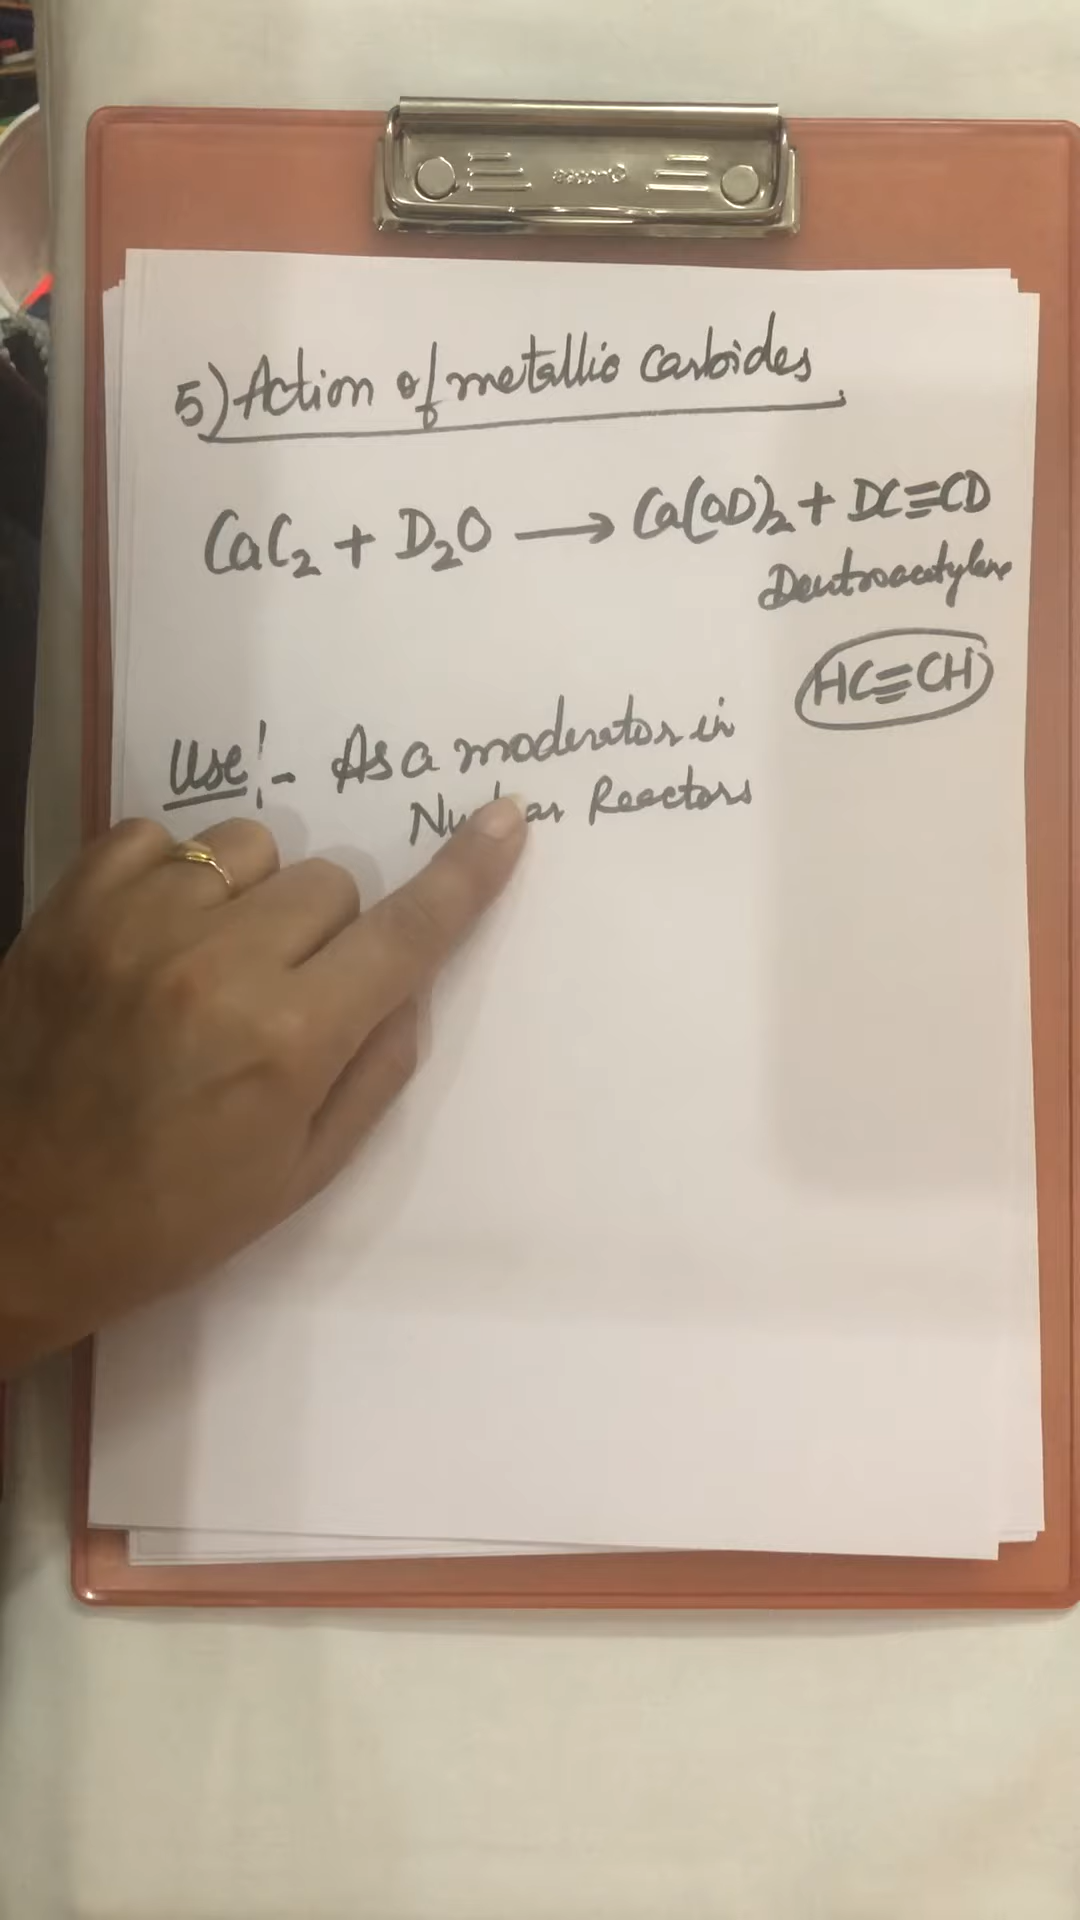 5) Action of metallic carbides
CaC₂ + D₂O ⟶ Ca(OD)₂ + DC≡CD
Deutroacetylene
HC≡CH
Use:- As a moderator in
Nuclear Reactors